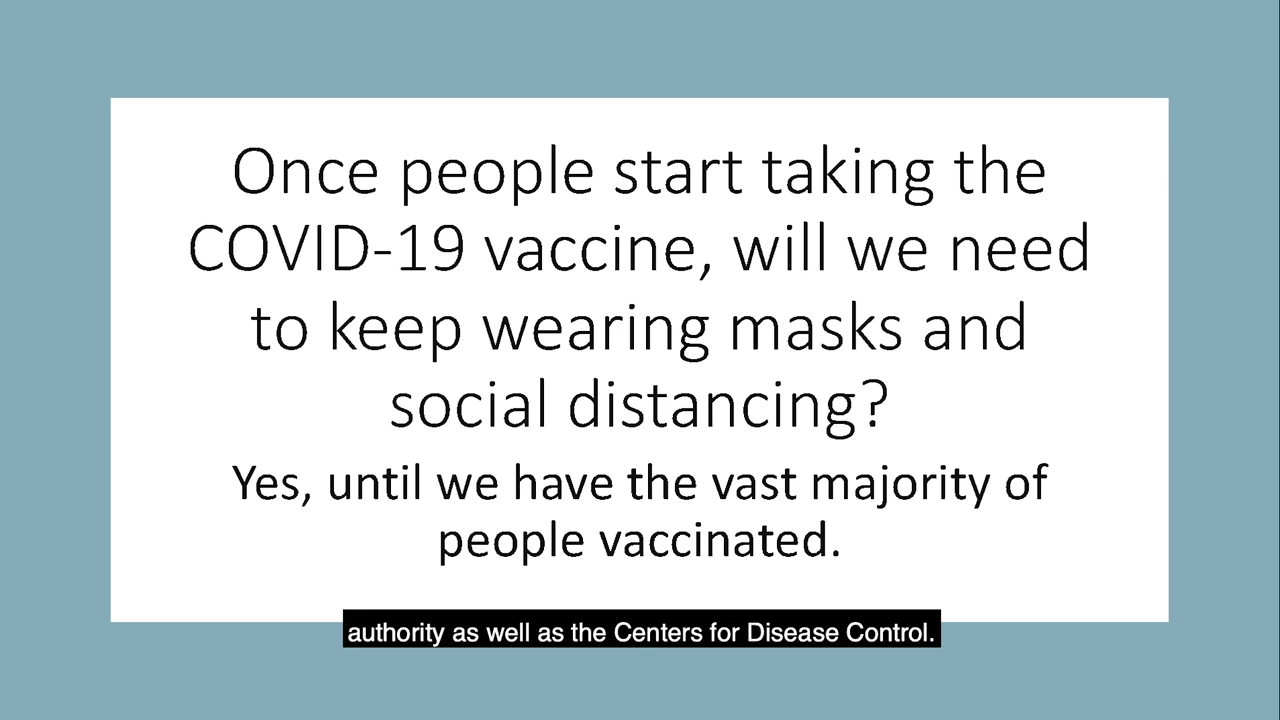 Once people start taking the
COVID-19 vaccine, will we need
to keep wearing masks and
social distancing?
Yes, until we have the vast majority of
people vaccinated.
authority as well as the Centers for Disease Control.